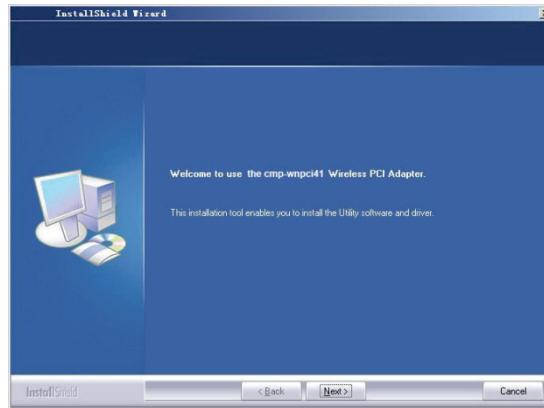 InstallShield Wizard
Welcome to use the cmp-wnpci41 Wireless PCI Adapter.
This installation tool enables you to install the Utility software and driver.
InstallShield
< Back Next > Cancel